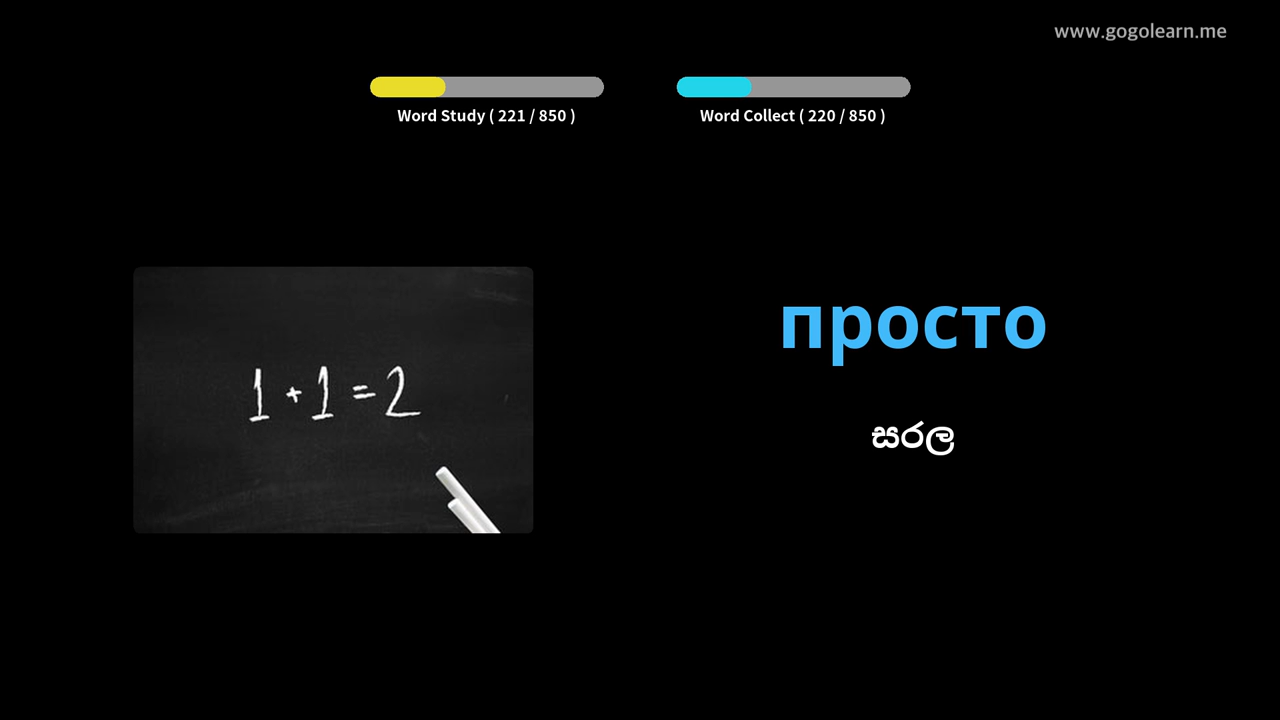 www.gogolearn.me
Word Study ( 221 / 850 )
Word Collect ( 220 / 850 )
1 + 1 = 2
просто
සරල